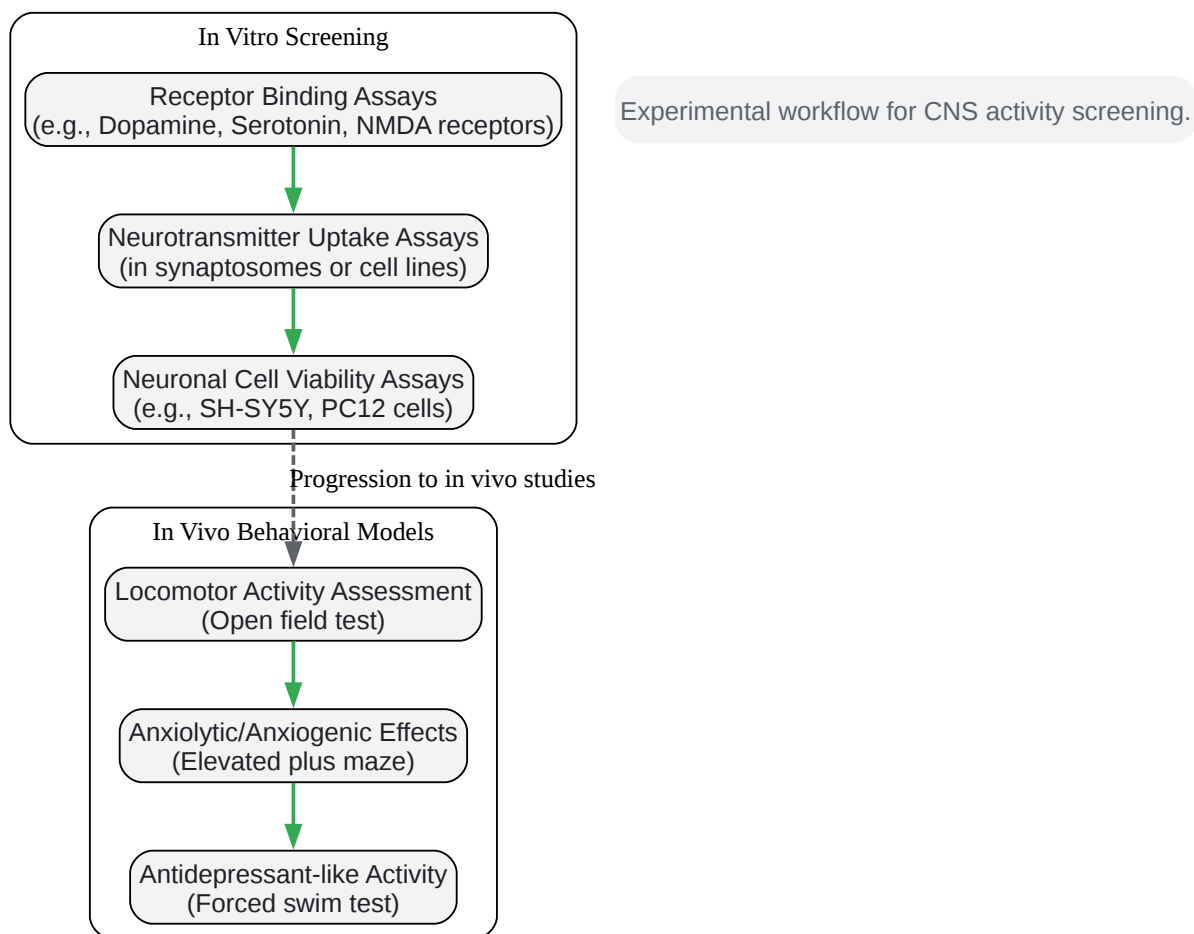 In Vitro Screening
Receptor Binding Assays
(e.g., Dopamine, Serotonin, NMDA receptors)
Experimental workflow for CNS activity screening.
Neurotransmitter Uptake Assays
(in synaptosomes or cell lines)
Neuronal Cell Viability Assays
(e.g., SH-SY5Y, PC12 cells)
Progression to in vivo studies
In Vivo Behavioral Models
Locomotor Activity Assessment
(Open field test)
Anxiolytic/Anxiogenic Effects
(Elevated plus maze)
Antidepressant-like Activity
(Forced swim test)